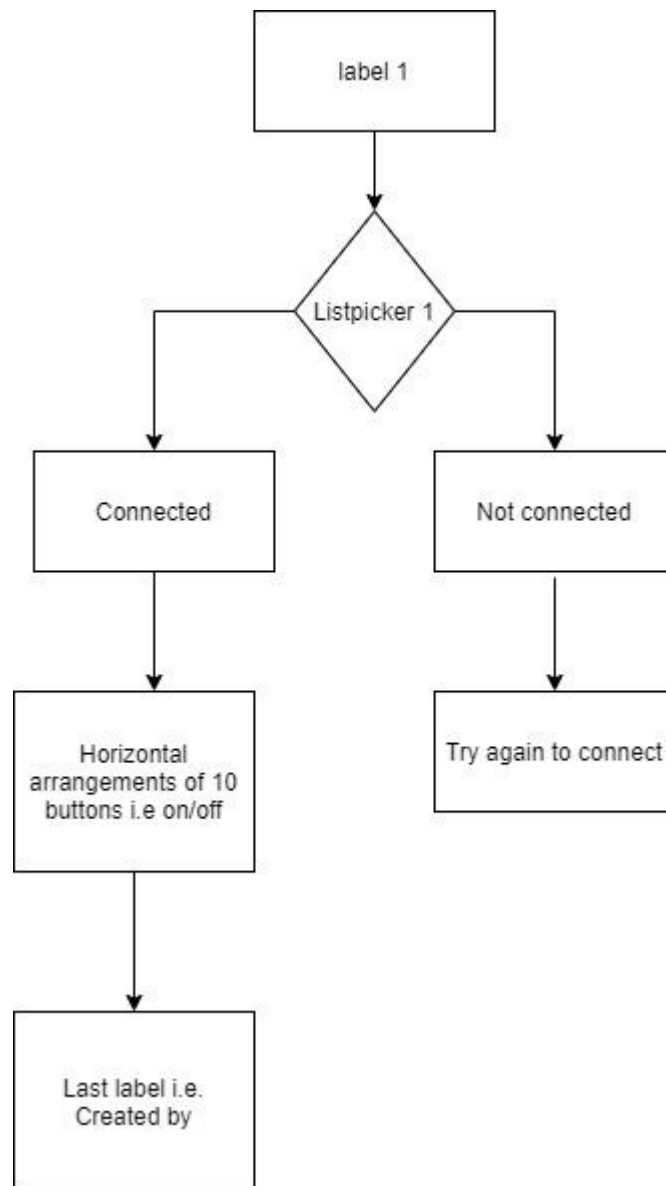 label 1
Listpicker 1
Connected
Not connected
Horizontal
arrangements of 10
buttons i.e on/off
Try again to connect
Last label i.e.
Created by